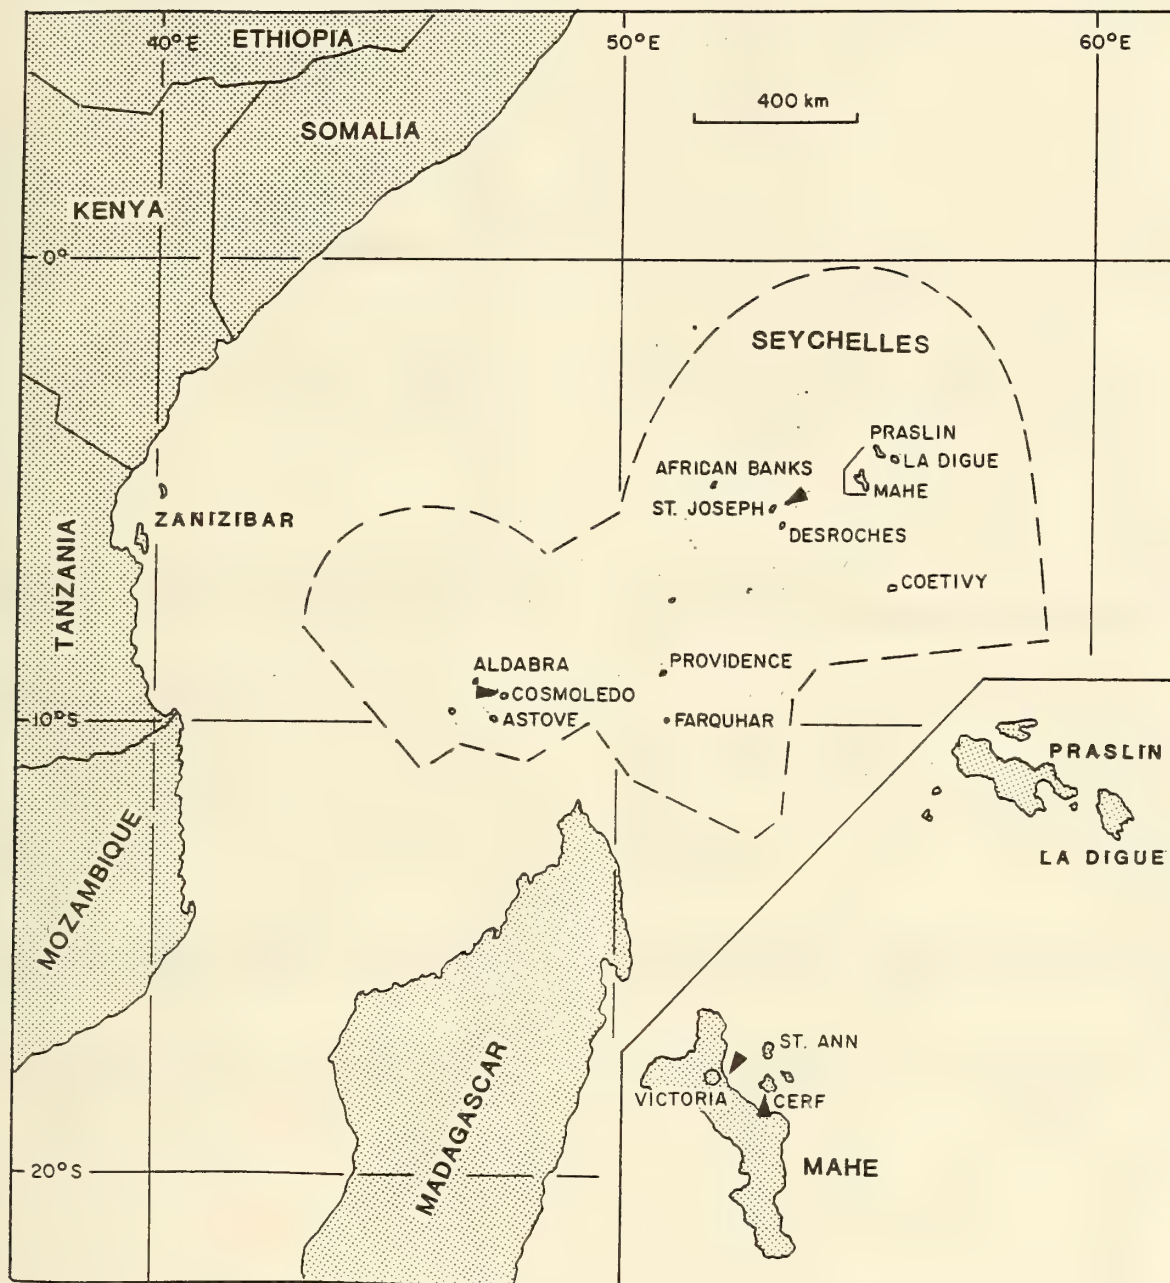 40°E
ETHIOPIA
50°E
60°E
400 km
SOMALIA
KENYA
0°
SEYCHELLES
PRASLIN
LA DIGUE
AFRICAN BANKS
MAHE
ST. JOSEPH
ZANIZIBAR
DESROCHES
TANZANIA
COETIVY
ALDABRA
PROVIDENCE
COSMOLEDO
10°S
ASTOVE
FARQUHAR
PRASLIN
LA DIGUE
MOZAMBIQUE
MADAGASCAR
ST. ANN
VICTORIA
CERF
MAHE
20°S